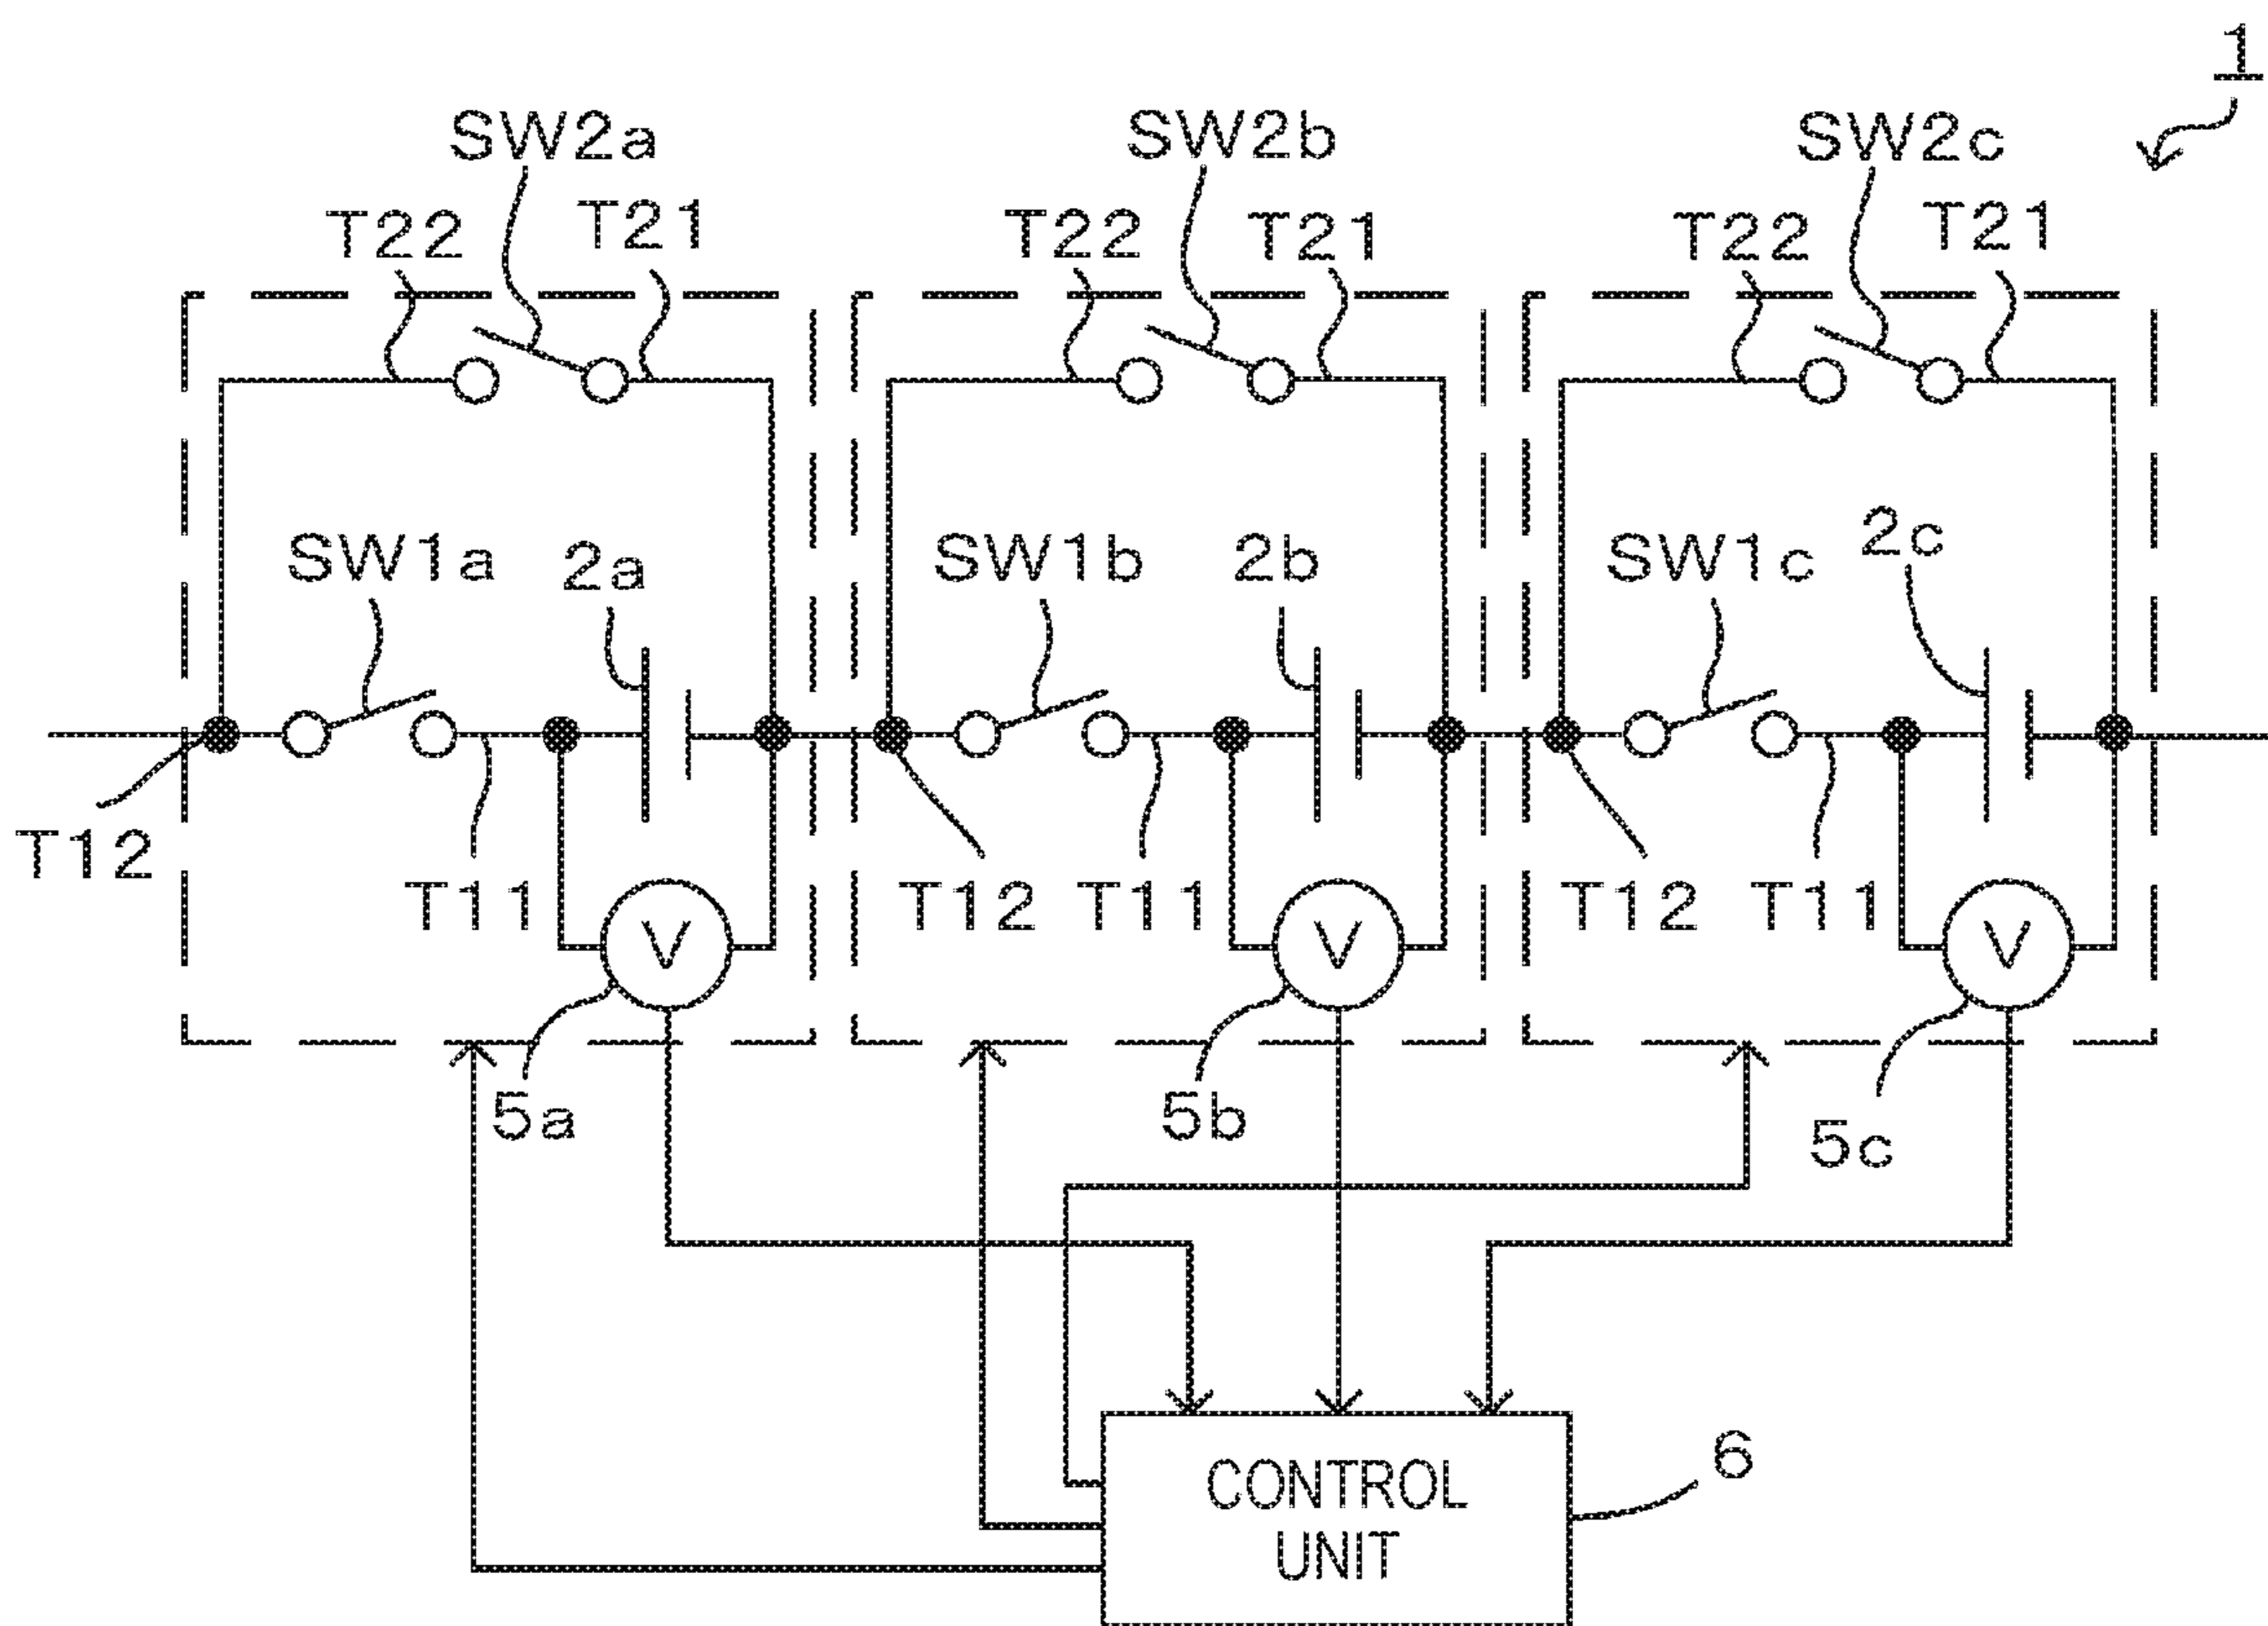 1
SW2a
SW2b
SW2c
T22
T21
T22
T21
T22
T21
SW1a
2a
SW1b
2b
SW1c
2c
T12
T11
T12
T11
T12
T11
V
V
V
5a
5b
5c
CONTROL
UNIT
6